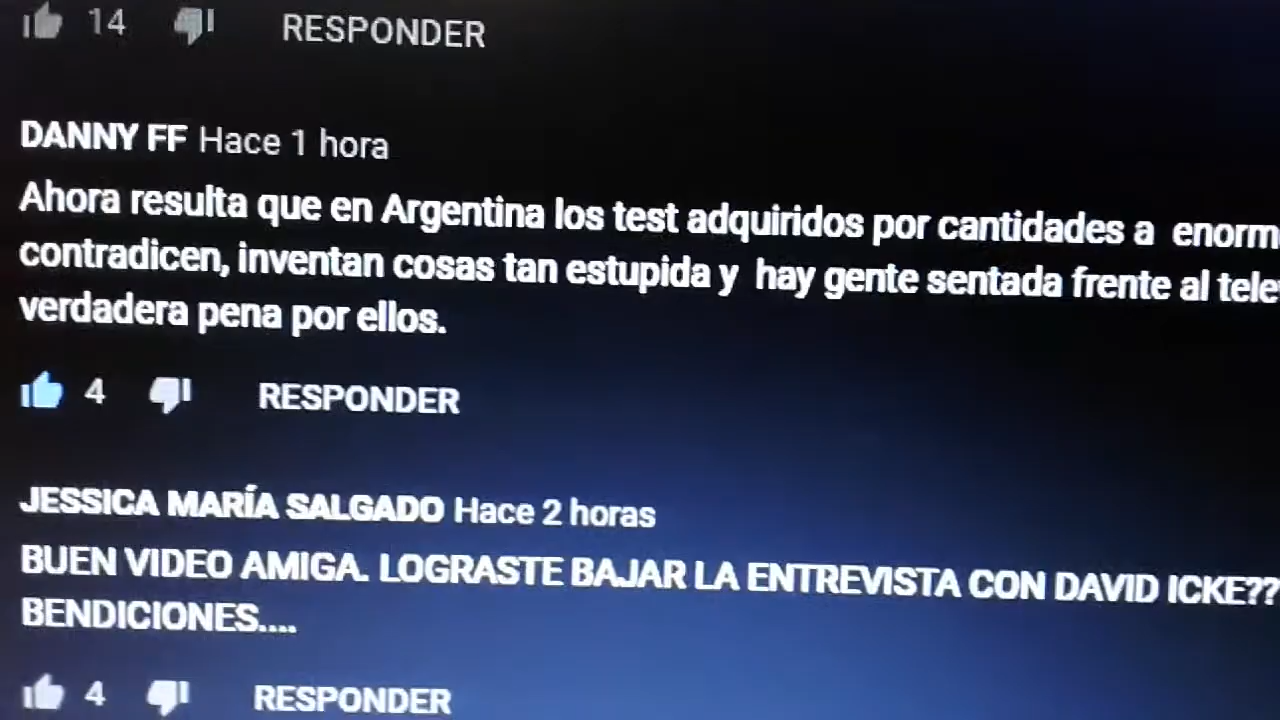 14 RESPONDER
DANNY FF Hace 1 hora
Ahora resulta que en Argentina los test adquiridos por cantidades a enorm
contradicen, inventan cosas tan estupida y hay gente sentada frente al tele
verdadera pena por ellos.
4 RESPONDER
JESSICA MARÍA SALGADO Hace 2 horas
BUEN VIDEO AMIGA. LOGRASTE BAJAR LA ENTREVISTA CON DAVID ICKE??
BENDICIONES....
4 RESPONDER